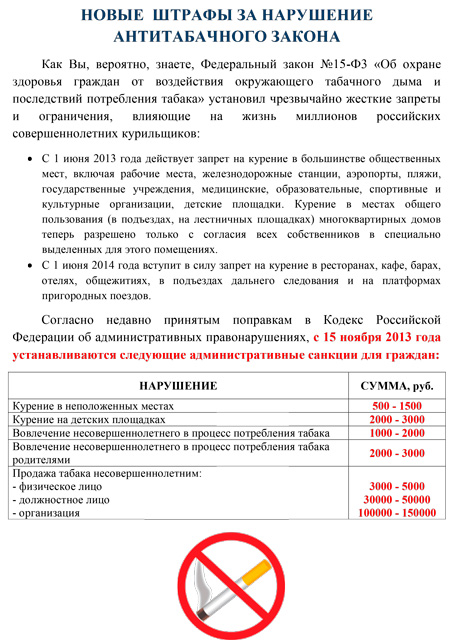 НОВЫЕ ШТРАФЫ ЗА НАРУШЕНИЕ
АНТИТАБАЧНОГО ЗАКОНА
Как Вы, вероятно, знаете, Федеральный закон №15-ФЗ «Об охране
здоровья граждан от воздействия окружающего табачного дыма и
последствий потребления табака» установил чрезвычайно жесткие запреты
и ограничения, влияющие на жизнь миллионов российских
совершеннолетних курильщиков:
• С 1 июня 2013 года действует запрет на курение в большинстве общественных
мест, включая рабочие места, железнодорожные станции, аэропорты, пляжи,
государственные учреждения, медицинские, образовательные, спортивные и
культурные организации, детские площадки. Курение в местах общего
пользования (в подъездах, на лестничных площадках) многоквартирных домов
теперь разрешено только с согласия всех собственников в специально
выделенных для этого помещениях.
• С 1 июня 2014 года вступит в силу запрет на курение в ресторанах, кафе, барах,
отелях, общежитиях, в подъездах дальнего следования и на платформах
пригородных поездов.
Согласно недавно принятым поправкам в Кодекс Российской
Федерации об административных правонарушениях, с 15 ноября 2013 года
устанавливаются следующие административные санкции для граждан:
НАРУШЕНИЕ СУММА, руб.
Курение в неположенных местах 500 - 1500
Курение на детских площадках 2000 - 3000
Вовлечение несовершеннолетнего в процесс потребления табака 1000 - 2000
Вовлечение несовершеннолетнего в процесс потребления табака
родителями 2000 - 3000
Продажа табака несовершеннолетним:
- физическое лицо 3000 - 5000
- должностное лицо 30000 - 50000
- организация 100000 - 150000